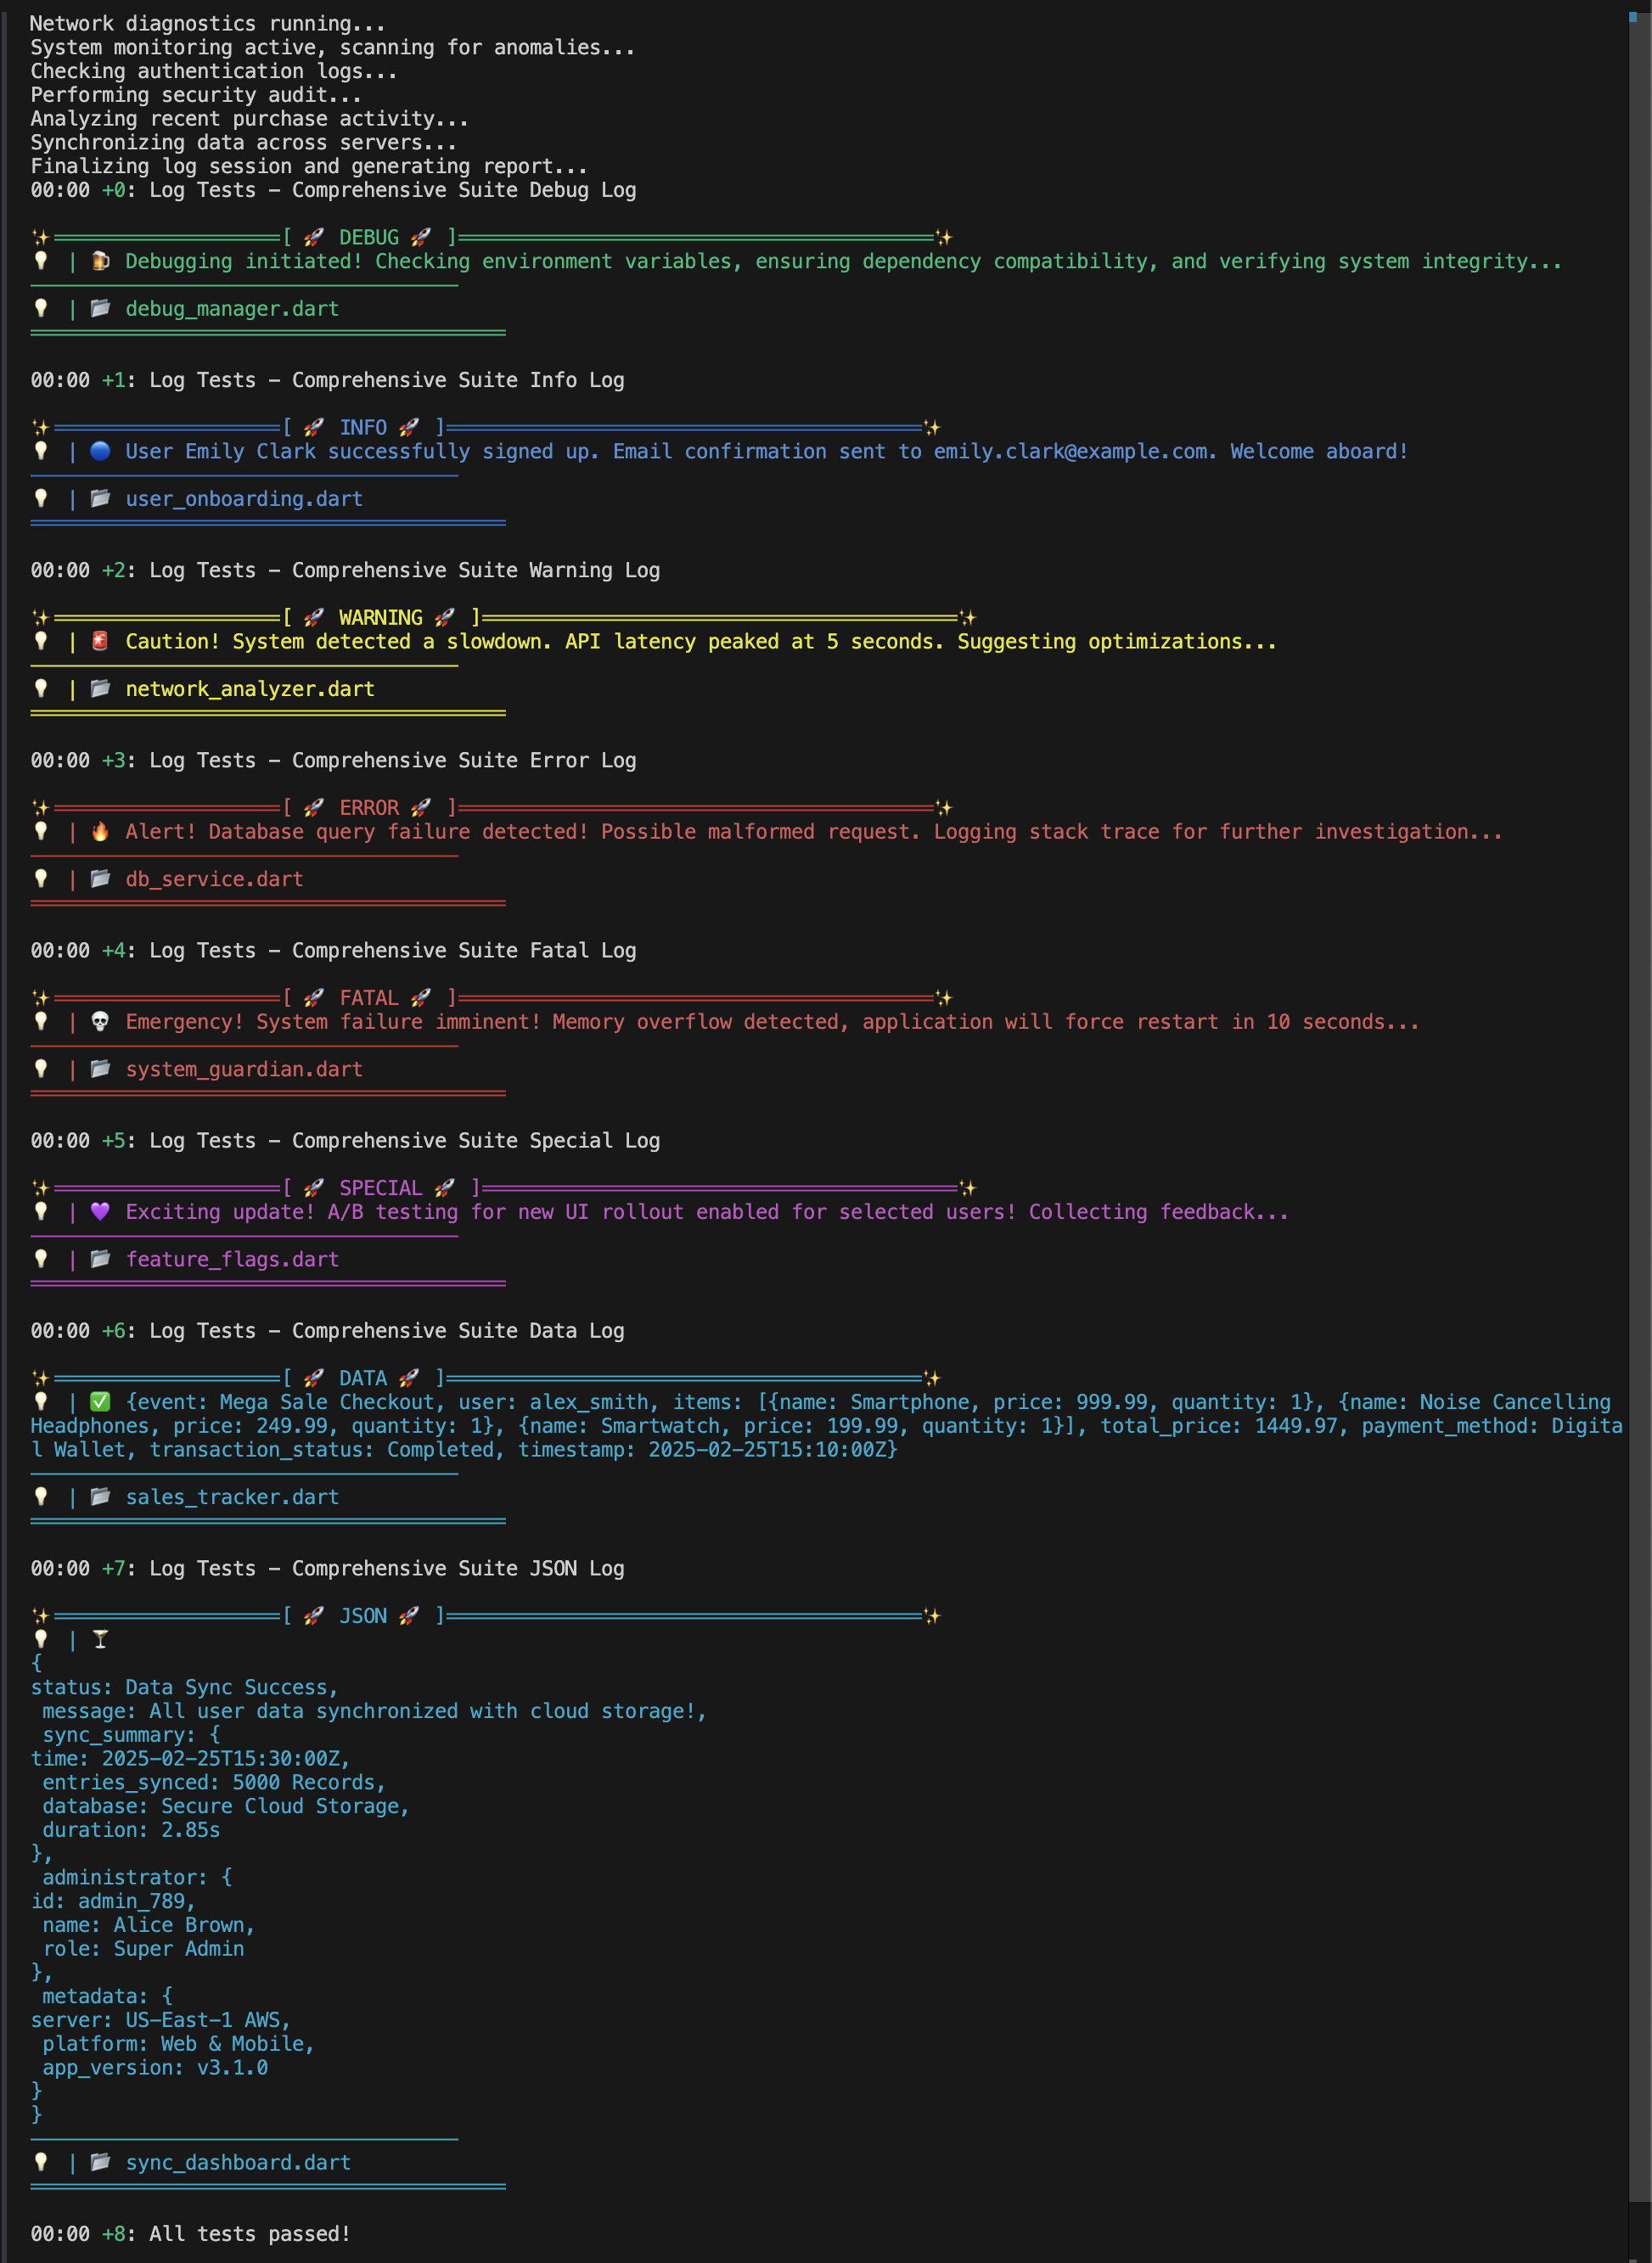 Network diagnostics running...
System monitoring active, scanning for anomalies...
Checking authentication logs...
Performing security audit...
Analyzing recent purchase activity...
Synchronizing data across servers...
Finalizing log session and generating report...
00:00 +0: Log Tests - Comprehensive Suite Debug Log
✨═══════════════════[ 🚀 DEBUG 🚀 ]════════════════════════════════════════✨
💡 | 🍺 Debugging initiated! Checking environment variables, ensuring dependency compatibility, and verifying system integrity...
────────────────────────────────────
💡 | 📂 debug_manager.dart
════════════════════════════════════════
00:00 +1: Log Tests - Comprehensive Suite Info Log
✨═══════════════════[ 🚀 INFO 🚀 ]════════════════════════════════════════✨
💡 | 🔵 User Emily Clark successfully signed up. Email confirmation sent to emily.clark@example.com. Welcome aboard!
────────────────────────────────────
💡 | 📂 user_onboarding.dart
════════════════════════════════════════
00:00 +2: Log Tests - Comprehensive Suite Warning Log
✨═══════════════════[ 🚀 WARNING 🚀 ]════════════════════════════════════════✨
💡 | 🚨 Caution! System detected a slowdown. API latency peaked at 5 seconds. Suggesting optimizations...
────────────────────────────────────
💡 | 📂 network_analyzer.dart
════════════════════════════════════════
00:00 +3: Log Tests - Comprehensive Suite Error Log
✨═══════════════════[ 🚀 ERROR 🚀 ]════════════════════════════════════════✨
💡 | 🔥 Alert! Database query failure detected! Possible malformed request. Logging stack trace for further investigation...
────────────────────────────────────
💡 | 📂 db_service.dart
════════════════════════════════════════
00:00 +4: Log Tests - Comprehensive Suite Fatal Log
✨═══════════════════[ 🚀 FATAL 🚀 ]════════════════════════════════════════✨
💡 | 💀 Emergency! System failure imminent! Memory overflow detected, application will force restart in 10 seconds...
────────────────────────────────────
💡 | 📂 system_guardian.dart
════════════════════════════════════════
00:00 +5: Log Tests - Comprehensive Suite Special Log
✨═══════════════════[ 🚀 SPECIAL 🚀 ]════════════════════════════════════════✨
💡 | 💜 Exciting update! A/B testing for new UI rollout enabled for selected users! Collecting feedback...
────────────────────────────────────
💡 | 📂 feature_flags.dart
════════════════════════════════════════
00:00 +6: Log Tests - Comprehensive Suite Data Log
✨═══════════════════[ 🚀 DATA 🚀 ]════════════════════════════════════════✨
💡 | ✅ {event: Mega Sale Checkout, user: alex_smith, items: [{name: Smartphone, price: 999.99, quantity: 1}, {name: Noise Cancelling
Headphones, price: 249.99, quantity: 1}, {name: Smartwatch, price: 199.99, quantity: 1}], total_price: 1449.97, payment_method: Digita
l Wallet, transaction_status: Completed, timestamp: 2025-02-25T15:10:00Z}
────────────────────────────────────
💡 | 📂 sales_tracker.dart
════════════════════════════════════════
00:00 +7: Log Tests - Comprehensive Suite JSON Log
✨═══════════════════[ 🚀 JSON 🚀 ]════════════════════════════════════════✨
💡 | 🍸
{
status: Data Sync Success,
 message: All user data synchronized with cloud storage!,
 sync_summary: {
time: 2025-02-25T15:30:00Z,
 entries_synced: 5000 Records,
 database: Secure Cloud Storage,
 duration: 2.85s
},
 administrator: {
id: admin_789,
 name: Alice Brown,
 role: Super Admin
},
 metadata: {
server: US-East-1 AWS,
 platform: Web & Mobile,
 app_version: v3.1.0
}
}
────────────────────────────────────
💡 | 📂 sync_dashboard.dart
════════════════════════════════════════
00:00 +8: All tests passed!